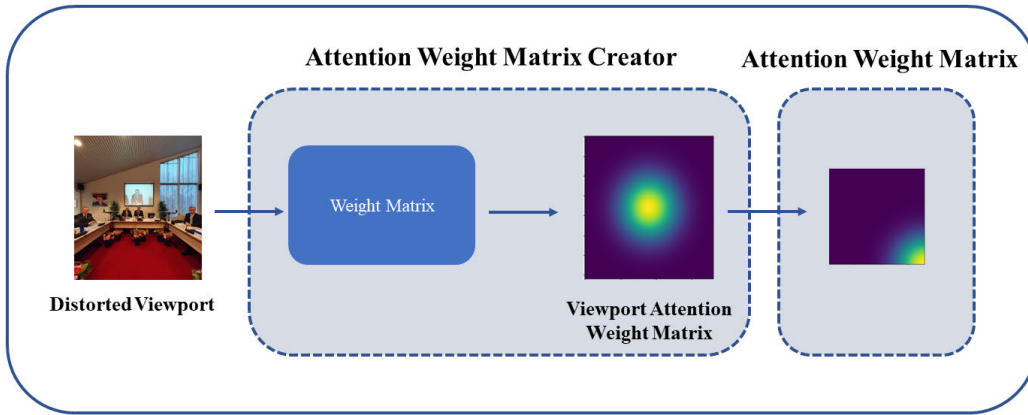 Attention Weight Matrix Creator
Attention Weight Matrix
Weight Matrix
Distorted Viewport
Viewport Attention
Weight Matrix